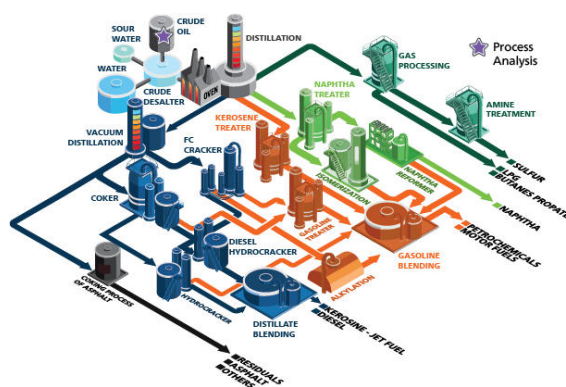 CRUDE
OIL
SOUR
WATER
DISTILLATION
WATER
CRUDE
DESALTER
OVEN
GAS
PROCESSING
Process
Analysis
NAPHTHA
TREATER
AMINE
TREATMENT
KEROSENE
TREATER
VACUUM
DISTILLATION
FC
CRACKER
ISOMERIZATION
NAPHTHA
REFORMER
SULFUR
LPG
BUTANES PROPATE
NAPHTHA
COKER
GASOLINE
TREATER
PETROCHEMICALS
MOTOR FUELS
DIESEL
HYDROCRACKER
GASOLINE
BLENDING
COKING PROCESS
OF ASPHALT
HYDROCRACKER
ALKYLATION
DISTILLATE
BLENDING
KEROSINE - JET FUEL
DIESEL
RESIDUALS
ASPHALT
OTHERS